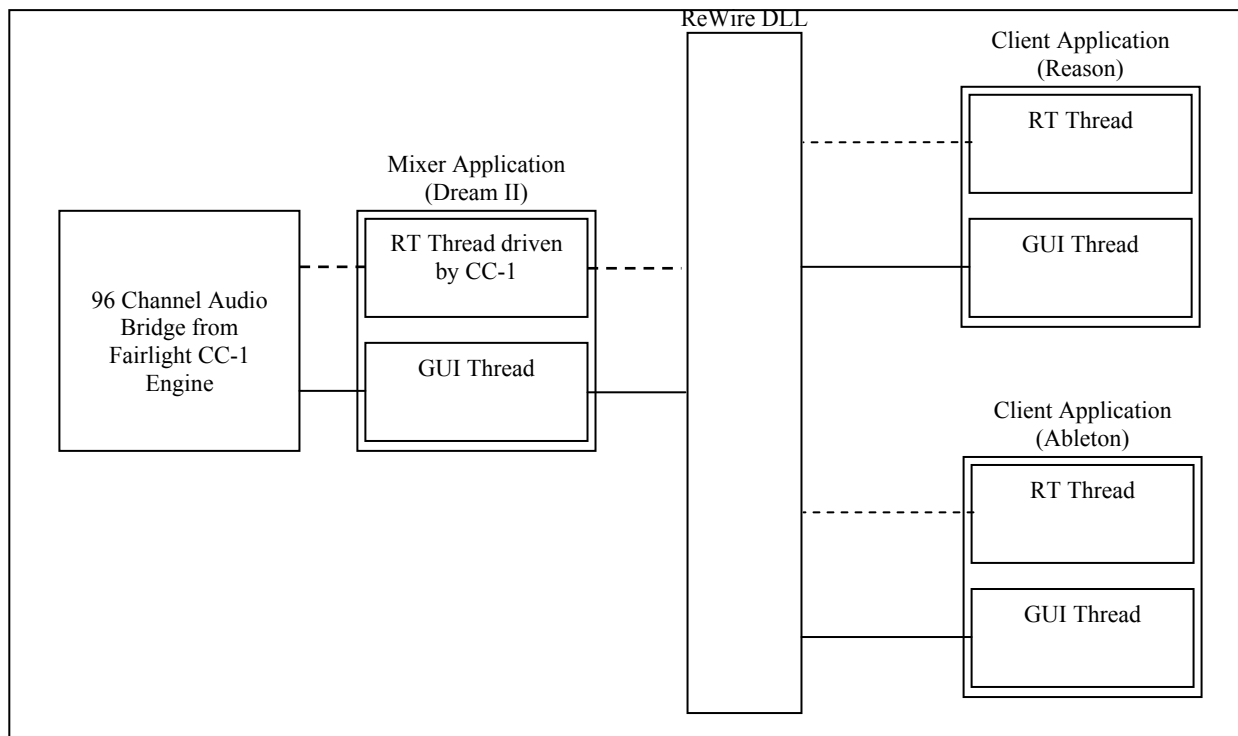 ReWire DLL
Client Application
(Reason)
RT Thread
GUI Thread
Mixer Application
(Dream II)
RT Thread driven
by CC-1
GUI Thread
96 Channel Audio
Bridge from
Fairlight CC-1
Engine
Client Application
(Ableton)
RT Thread
GUI Thread